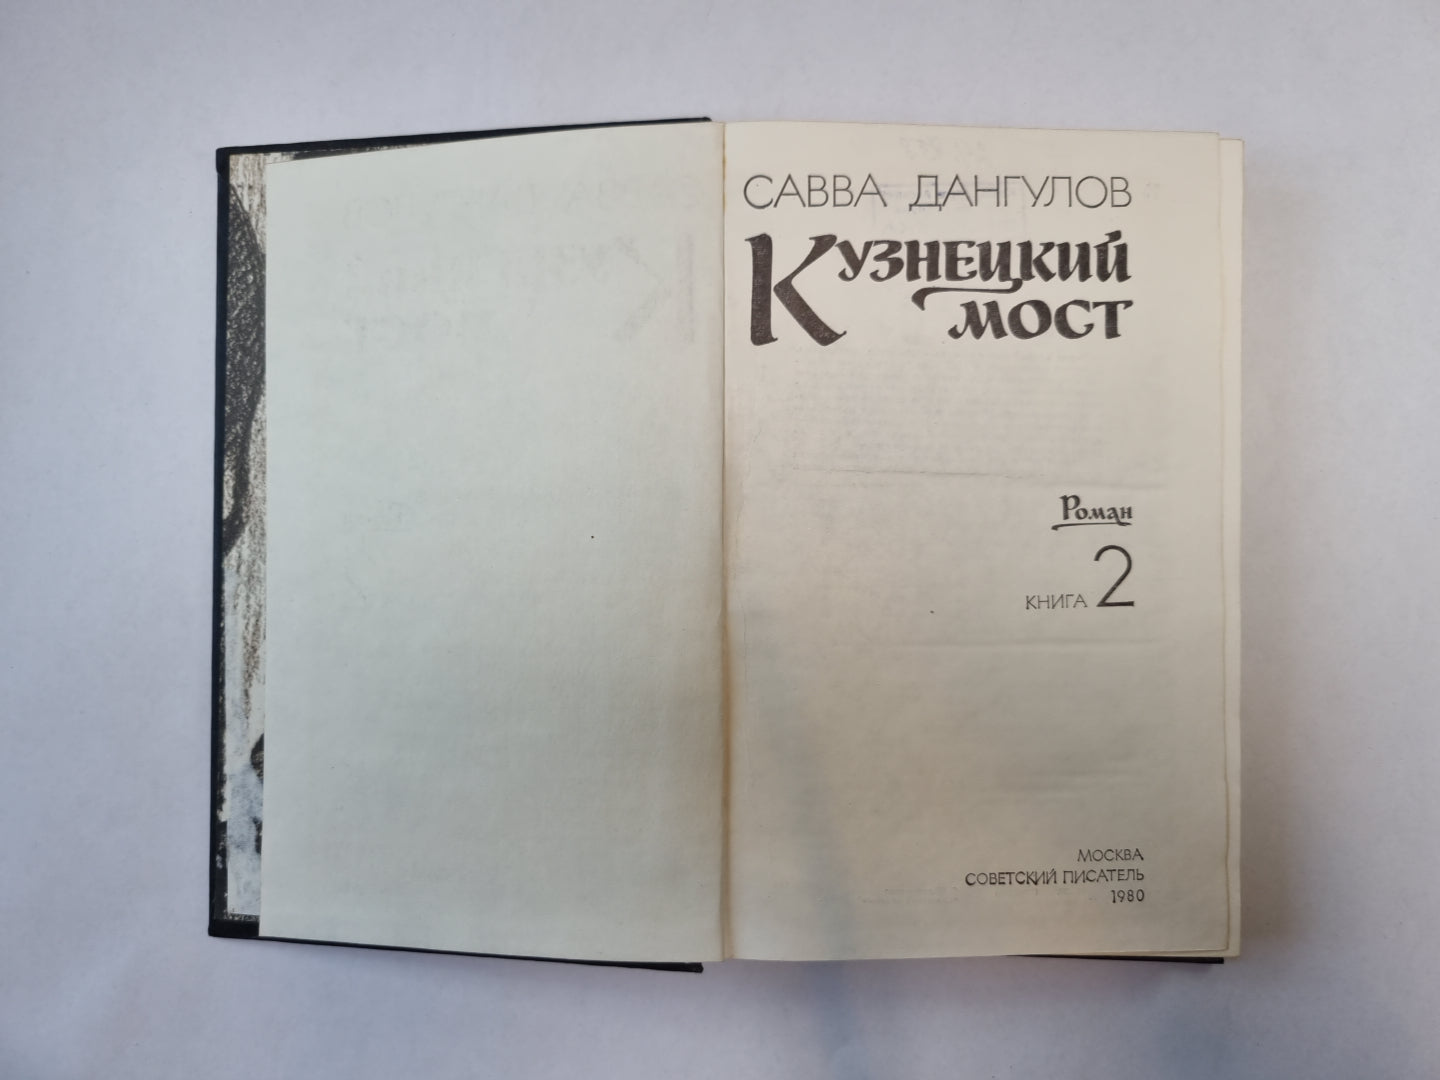 САВВА ДАНГУЛОВ
КУЗНЕЦКИЙ
МОСТ
Роман
КНИГА 2
МОСКВА
СОВЕТСКИЙ ПИСАТЕЛЬ
1980